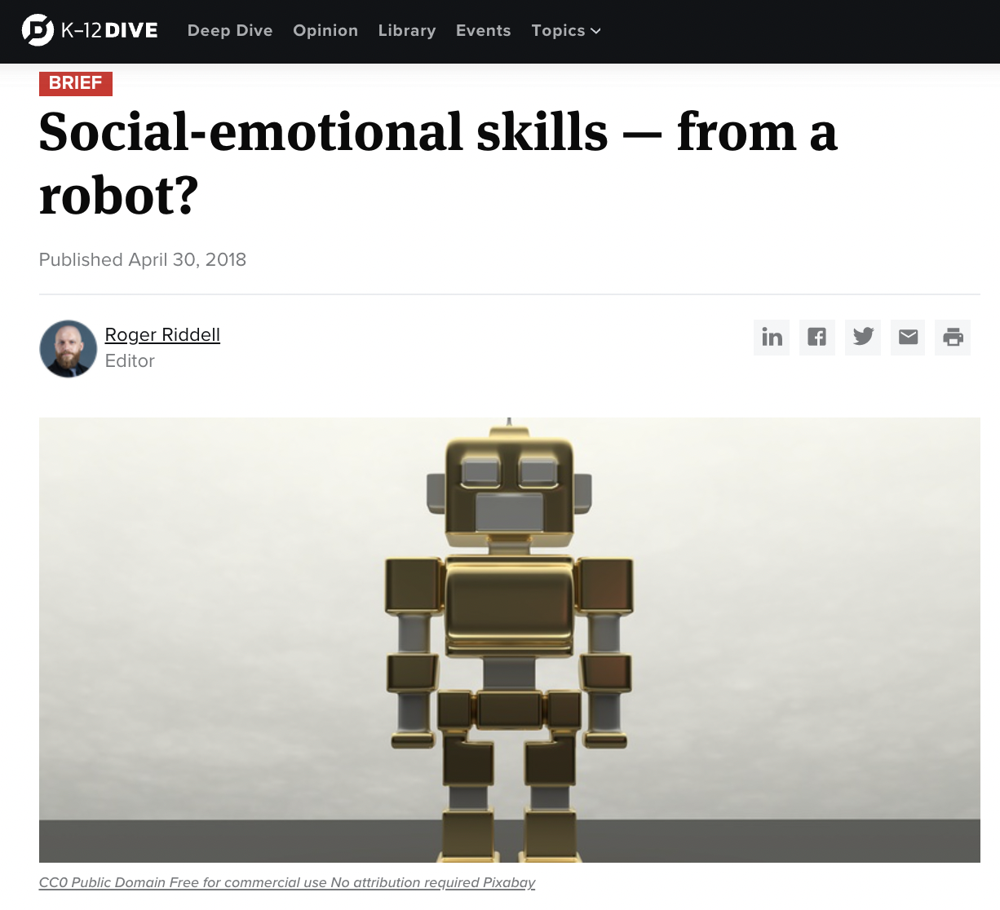 K-12 DIVE Deep Dive Opinion Library Events Topics
BRIEF
Social-emotional skills — from a
robot?
Published April 30, 2018
Roger Riddell
Editor
CC0 Public Domain Free for commercial use No attribution required Pixabay